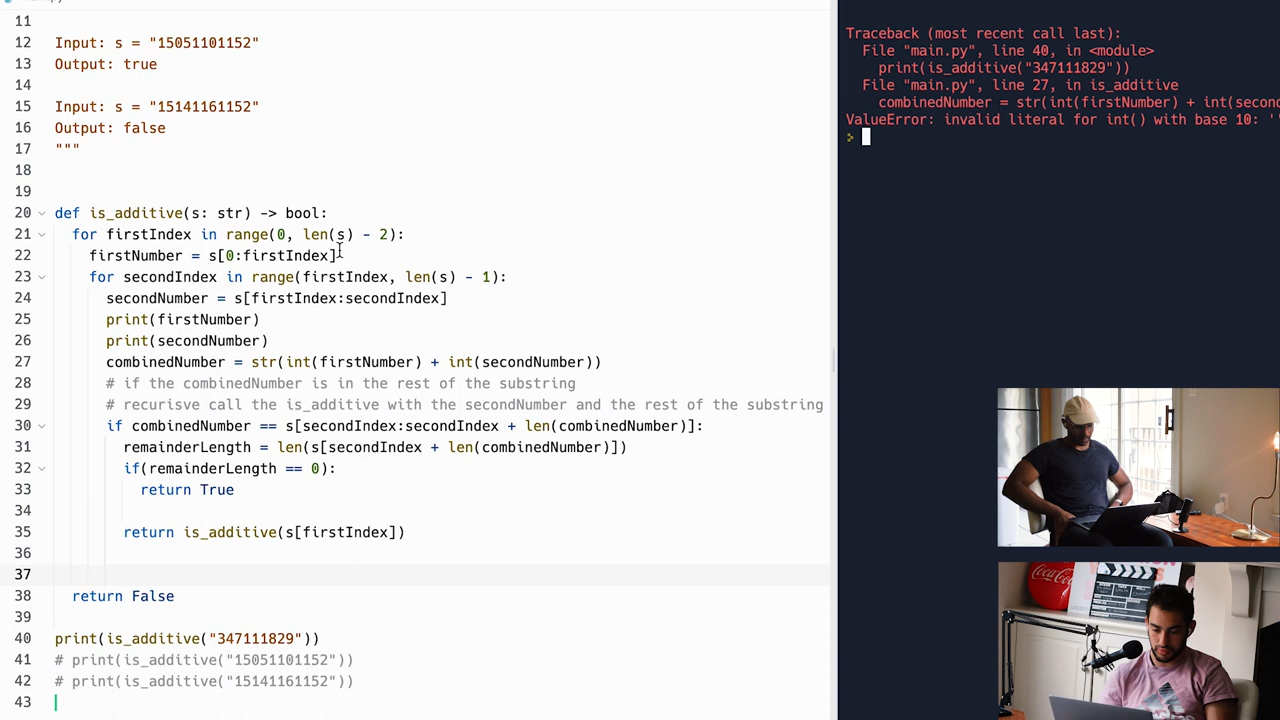 11
12 Input: s = "15051101152"
13 Output: true
14
15 Input: s = "15141161152"
16 Output: false
17 """
18
19
20 def is_additive(s: str) -> bool:
21 for firstIndex in range(0, len(s) - 2):
22 firstNumber = s[0:firstIndex]
23 for secondIndex in range(firstIndex, len(s) - 1):
24 secondNumber = s[firstIndex:secondIndex]
25 print(firstNumber)
26 print(secondNumber)
27 combinedNumber = str(int(firstNumber) + int(secondNumber))
28 # if the combinedNumber is in the rest of the substring
29 # recurisve call the is_additive with the secondNumber and the rest of the substring
30 if combinedNumber == s[secondIndex:secondIndex + len(combinedNumber)]:
31 remainderLength = len(s[secondIndex + len(combinedNumber)])
32 if(remainderLength == 0):
33 return True
34
35 return is_additive(s[firstIndex])
36
37
38 return False
39
40 print(is_additive("347111829"))
41 # print(is_additive("15051101152"))
42 # print(is_additive("15141161152"))
43
Traceback (most recent call last):
File "main.py", line 40, in <module>
print(is_additive("347111829"))
File "main.py", line 27, in is_additive
combinedNumber = str(int(firstNumber) + int(second
ValueError: invalid literal for int() with base 10: ''
>
Coca-Cola